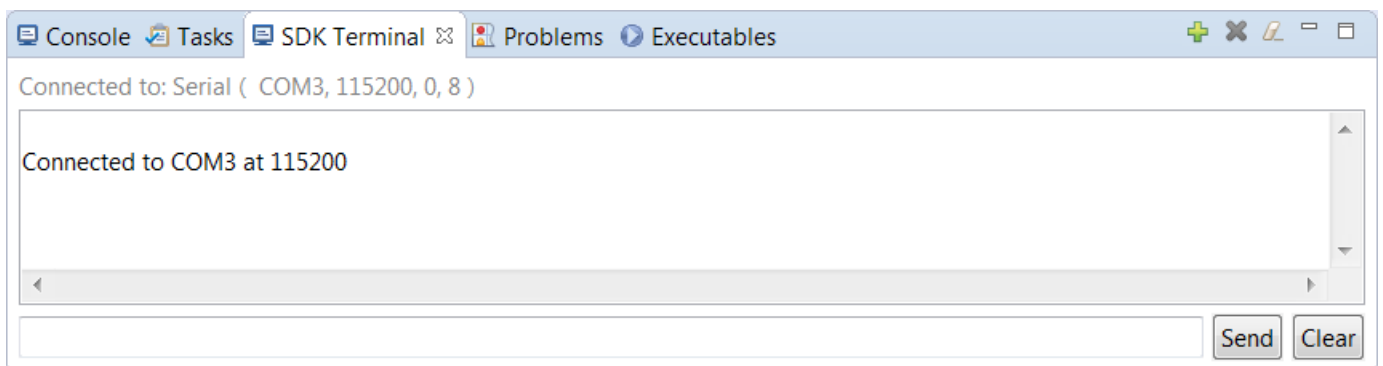 Console Tasks SDK Terminal Problems Executables
Connected to: Serial ( COM3, 115200, 0, 8 )
Connected to COM3 at 115200
Send Clear